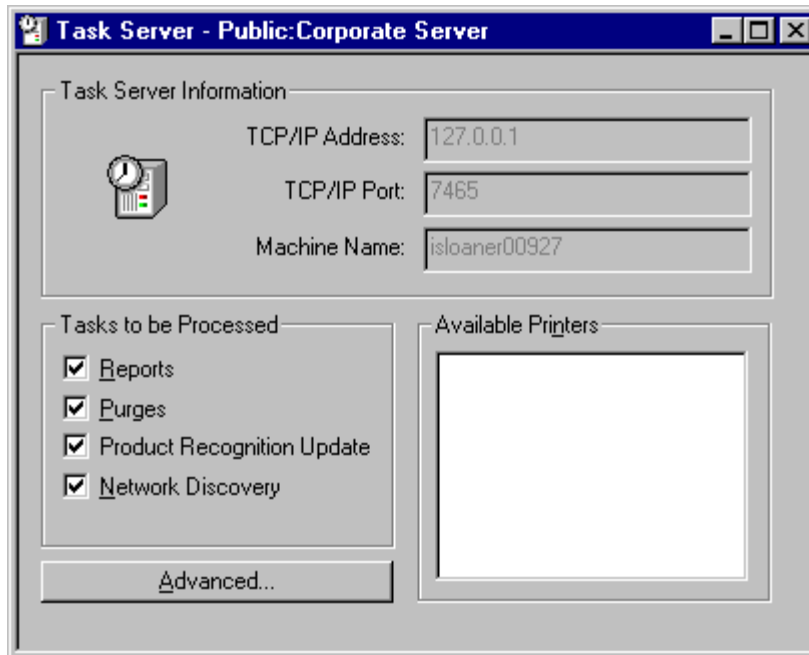 Task Server - Public:Corporate Server
Task Server Information
TCP/IP Address: 127.0.0.1
TCP/IP Port: 7465
Machine Name: isloaner00927
Tasks to be Processed
Reports
Purges
Product Recognition Update
Network Discovery
Advanced...
Available Printers